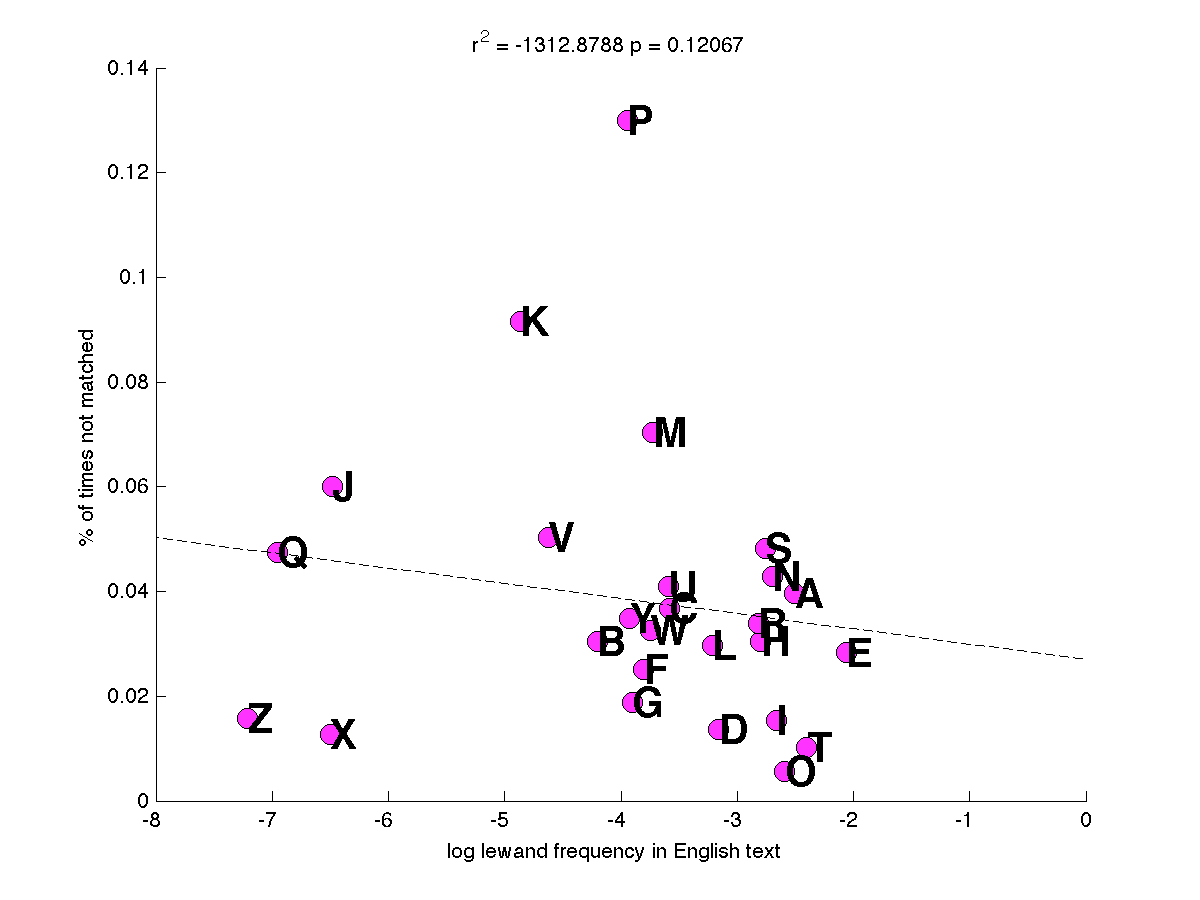 r2 = -1312.8788 p = 0.12067
0.14
0.12
0.1
0.08
0.06
0.04
0.02
0
% of times not matched
P
K
M
J
V
Q
S
N
U
A
C
Y
R
W
B
H
L
E
F
G
Z
I
D
X
T
O
-8
-7
-6
-5
-4
-3
-2
-1
0
log lewand frequency in English text